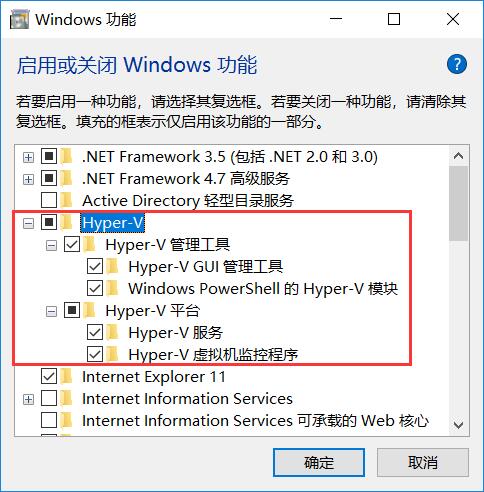 Windows 功能
启用或关闭 Windows 功能
?
若要启用一种功能，请选择其复选框。若要关闭一种功能，请清除其
复选框。填充的框表示仅启用该功能的一部分。
.NET Framework 3.5 (包括 .NET 2.0 和 3.0)
.NET Framework 4.7 高级服务
Active Directory 轻型目录服务
Hyper-V
Hyper-V 管理工具
Hyper-V GUI 管理工具
Windows PowerShell 的 Hyper-V 模块
Hyper-V 平台
Hyper-V 服务
Hyper-V 虚拟机监控程序
Internet Explorer 11
Internet Information Services
Internet Information Services 可承载的 Web 核心
确定
取消